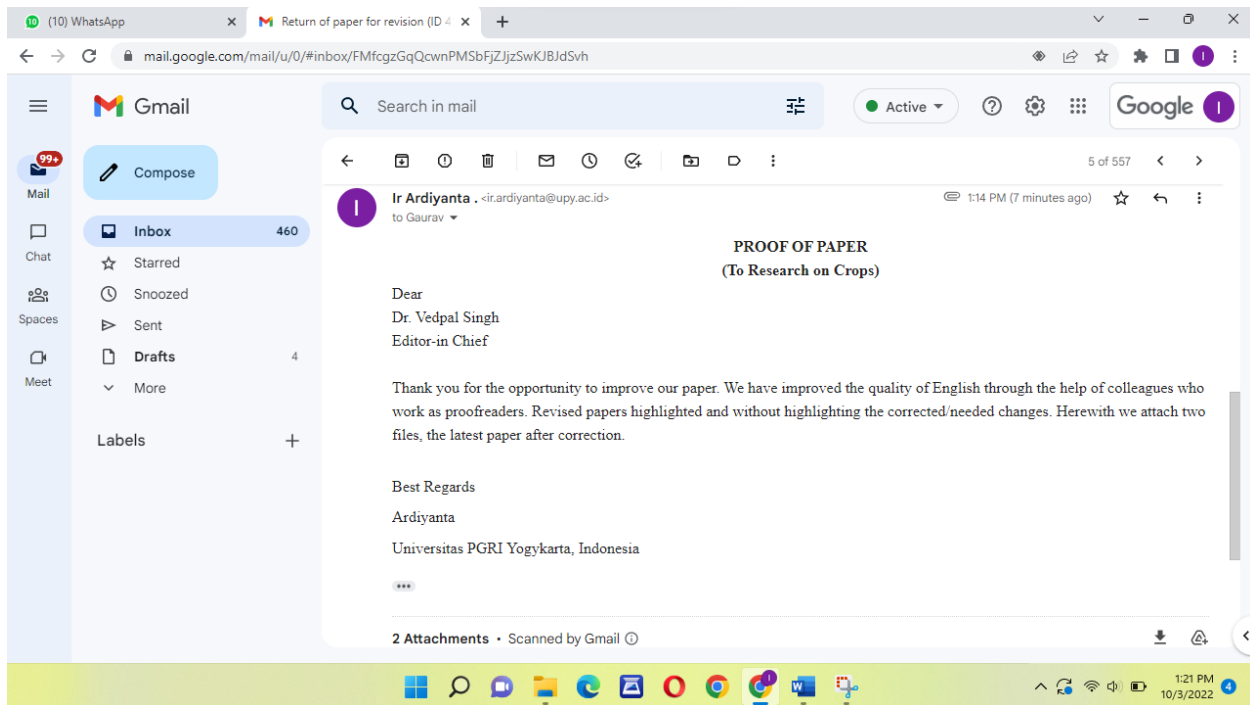 (10) WhatsApp
Return of paper for revision (ID 4
mail.google.com/mail/u/0/#inbox/FMfcgzGqQcwnPMSbFjZJjzSwKJBJdSvh
Gmail
Search in mail
Active
Google
99+
Mail
Compose
5 of 557
Inbox 460
Chat
Starred
Snoozed
Spaces
Sent
Drafts 4
Meet
More
Labels
Ir Ardiyanta . <ir.ardiyanta@upy.ac.id>
1:14 PM (7 minutes ago)
to Gaurav
PROOF OF PAPER
(To Research on Crops)
Dear
Dr. Vedpal Singh
Editor-in Chief
Thank you for the opportunity to improve our paper. We have improved the quality of English through the help of colleagues who
work as proofreaders. Revised papers highlighted and without highlighting the corrected/needed changes. Herewith we attach two
files, the latest paper after correction.
Best Regards
Ardiyanta
Universitas PGRI Yogykarta, Indonesia
2 Attachments • Scanned by Gmail
1:21 PM
10/3/2022
4